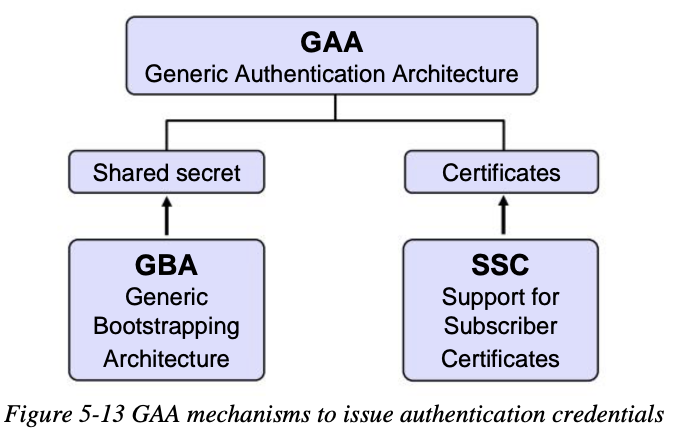 GAA
Generic Authentication Architecture
Shared secret
Certificates
GBA
Generic
Bootstrapping
Architecture
SSC
Support for
Subscriber
Certificates
Figure 5-13 GAA mechanisms to issue authentication credentials